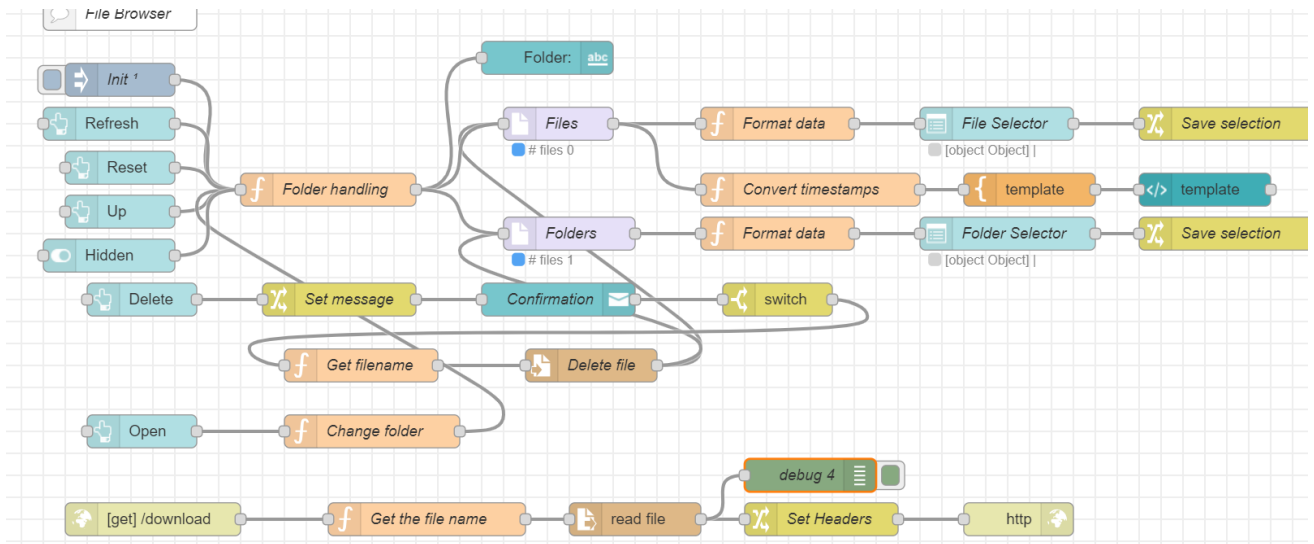 File Browser
Folder: abc
Init ¹
Refresh
Files
Format data
File Selector
Save selection
# files 0
[object Object] |
Reset
Folder handling
Convert timestamps
template
template
Up
Folders
Format data
Folder Selector
Save selection
Hidden
# files 1
[object Object] |
Delete
Set message
Confirmation
switch
Get filename
Delete file
Open
Change folder
debug 4
[get] /download
Get the file name
read file
Set Headers
http